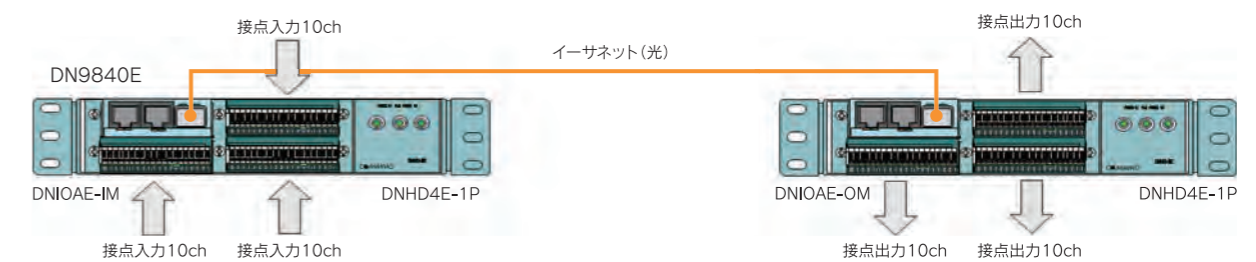 接点入力10ch
接点出力10ch
イーサネット(光)
DN9840E
DNIOAE-IM
DNHD4E-1P
DNIOAE-OM
DNHD4E-1P
接点入力10ch
接点入力10ch
接点出力10ch
接点出力10ch